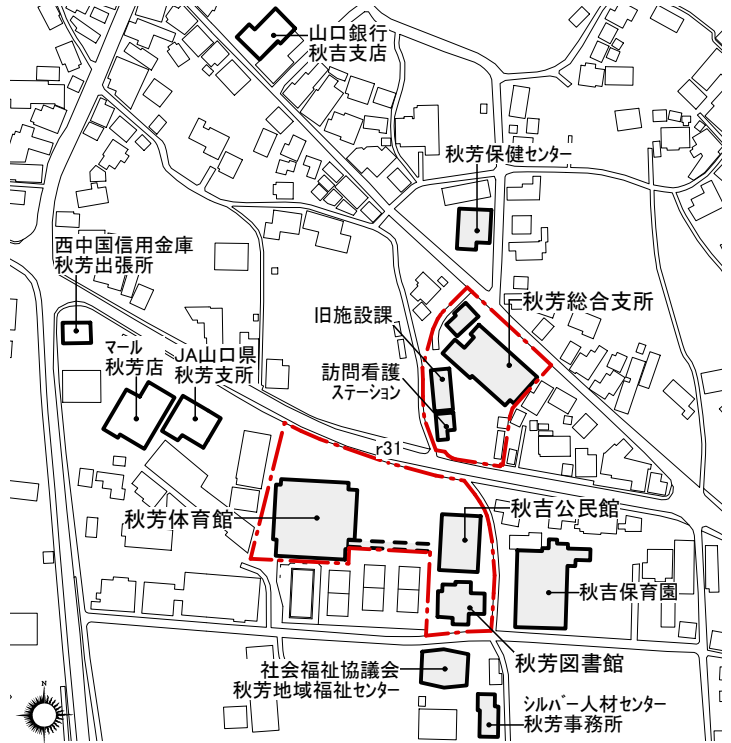 山口銀行
秋吉支店
秋芳保健センター
西中国信用金庫
秋芳出張所
旧施設課
秋芳総合支所
マール
秋芳店
JA山口県
秋芳支所
訪問看護
ステーション
r31
秋芳体育館
秋吉公民館
秋吉保育園
社会福祉協議会
秋芳地域福祉センター
秋芳図書館
シルバー人材センター
秋芳事務所
N